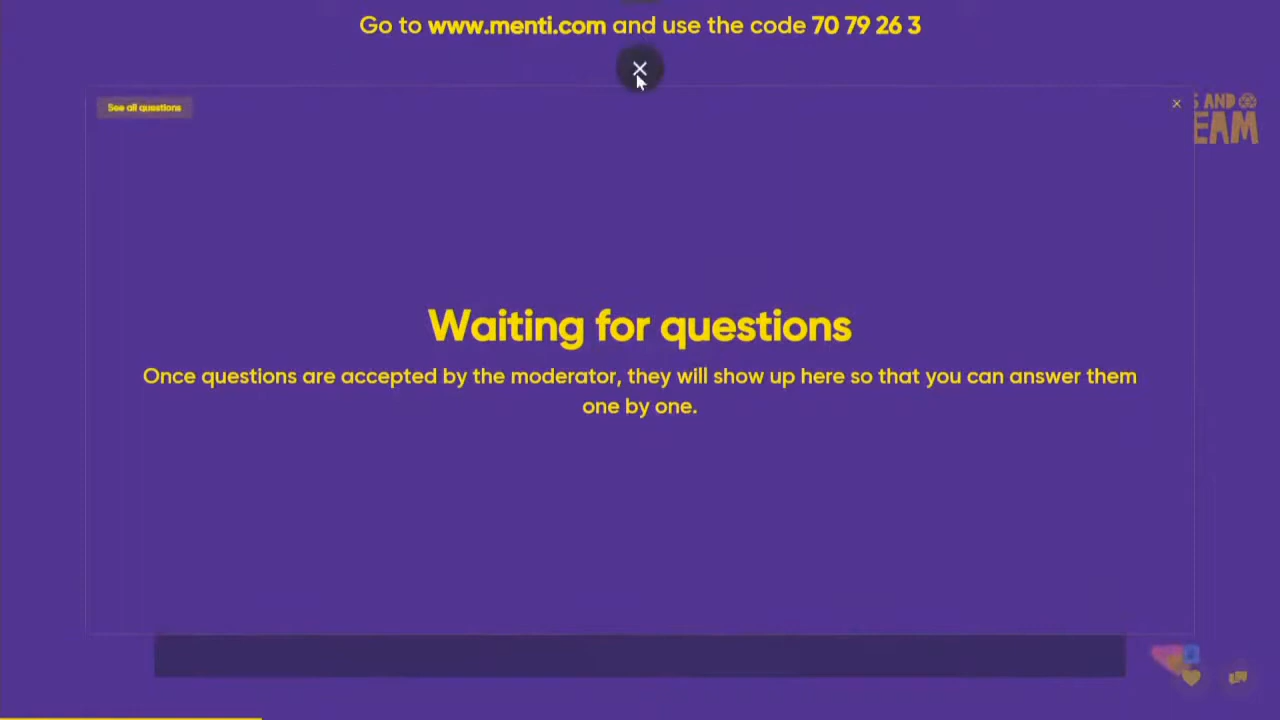 Go to www.menti.com and use the code 70 79 26 3
See all questions
AND
EAM
Waiting for questions
Once questions are accepted by the moderator, they will show up here so that you can answer them
one by one.